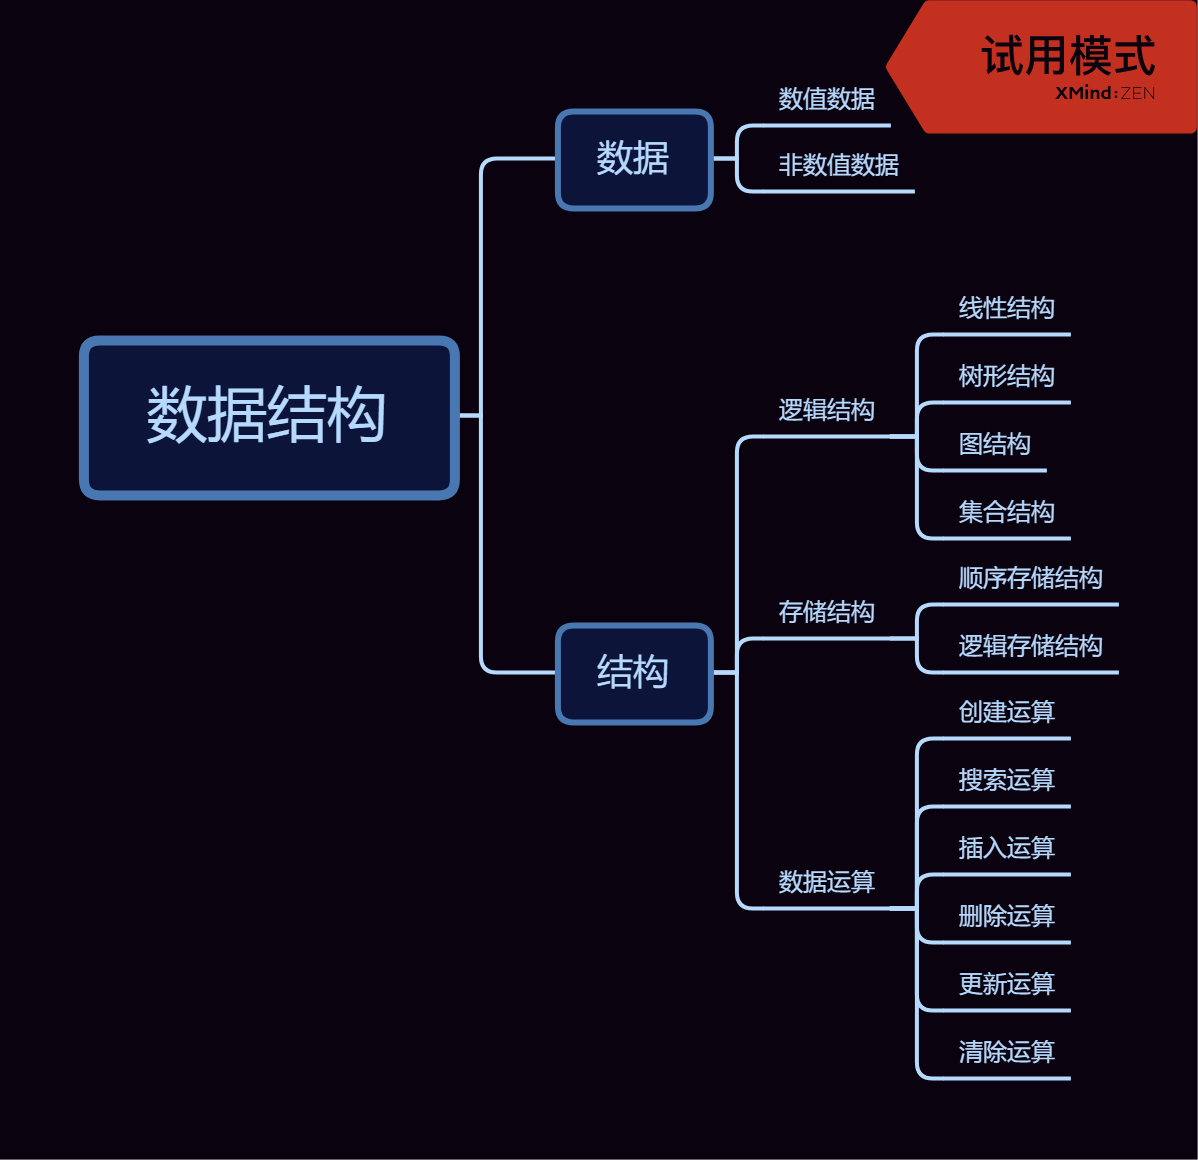 试用模式
XMind:ZEN
数据结构
数据
数值数据
非数值数据
结构
逻辑结构
线性结构
树形结构
图结构
集合结构
存储结构
顺序存储结构
逻辑存储结构
数据运算
创建运算
搜索运算
插入运算
删除运算
更新运算
清除运算